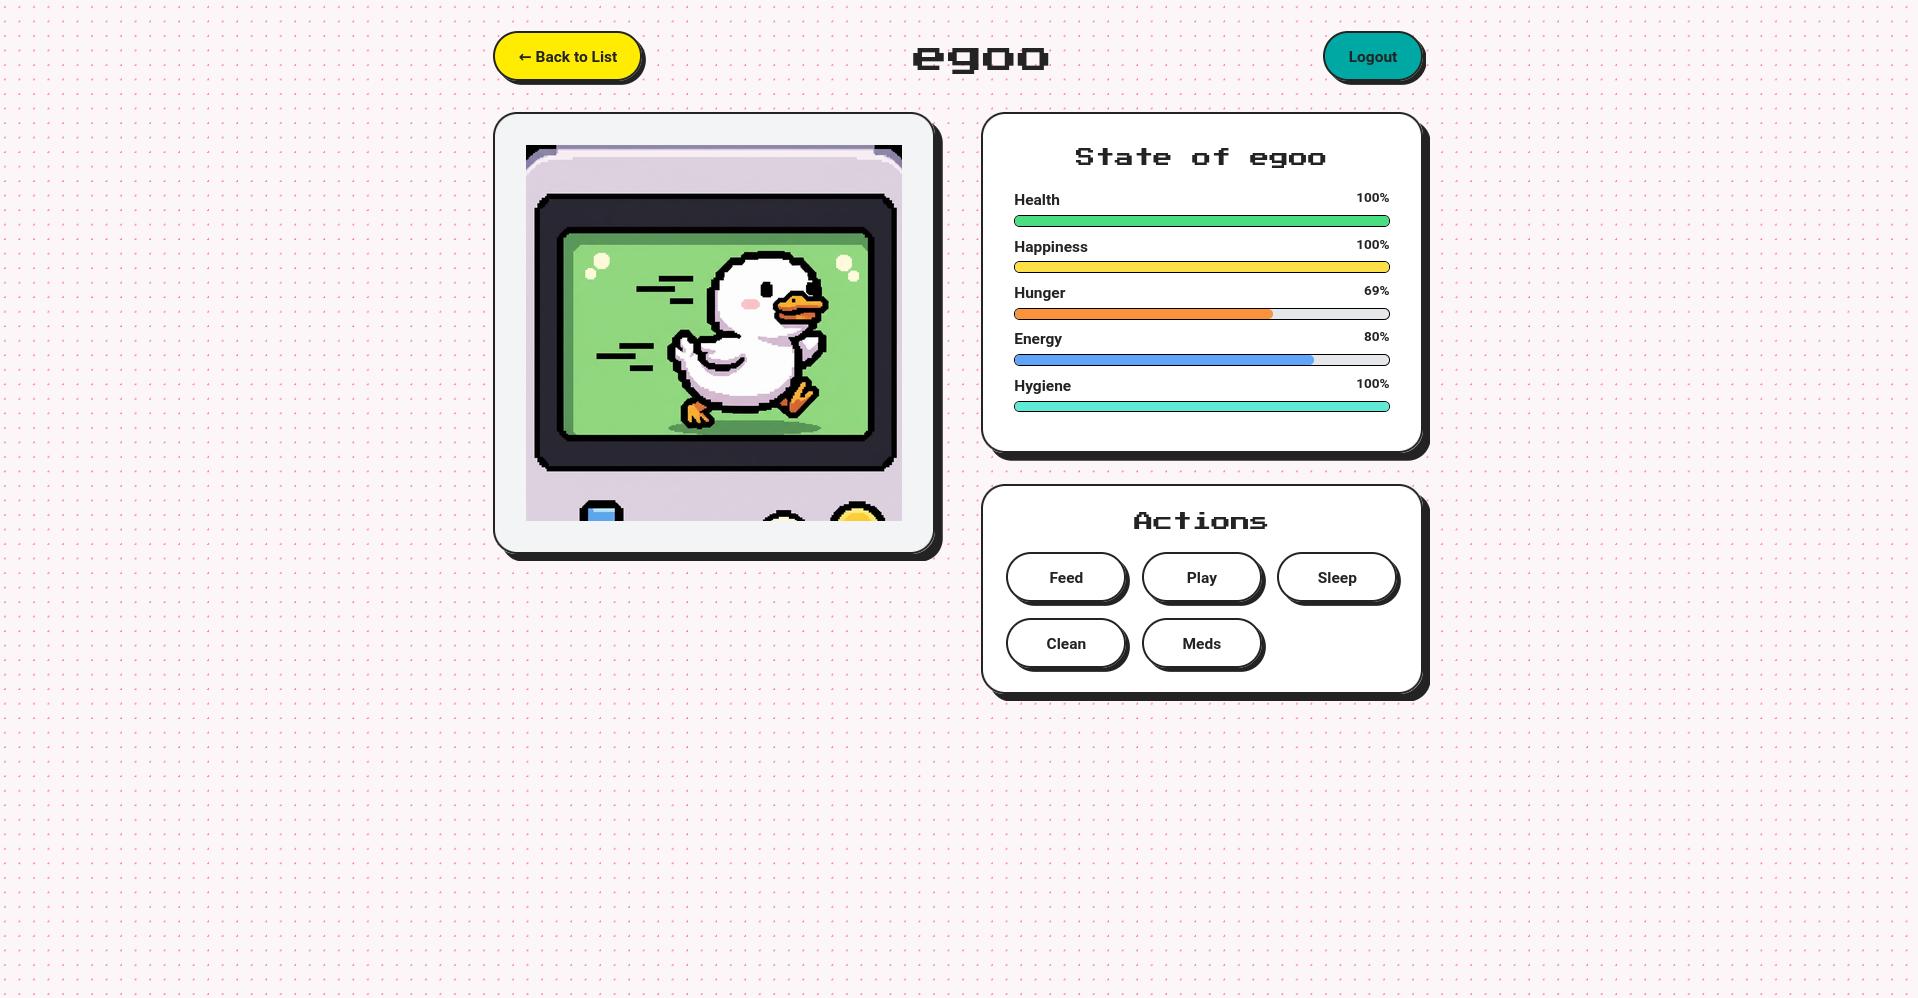 ← Back to List
egoo
Logout
State of egoo
Health 100%
Happiness 100%
Hunger 69%
Energy 80%
Hygiene 100%
Actions
Feed Play Sleep
Clean Meds